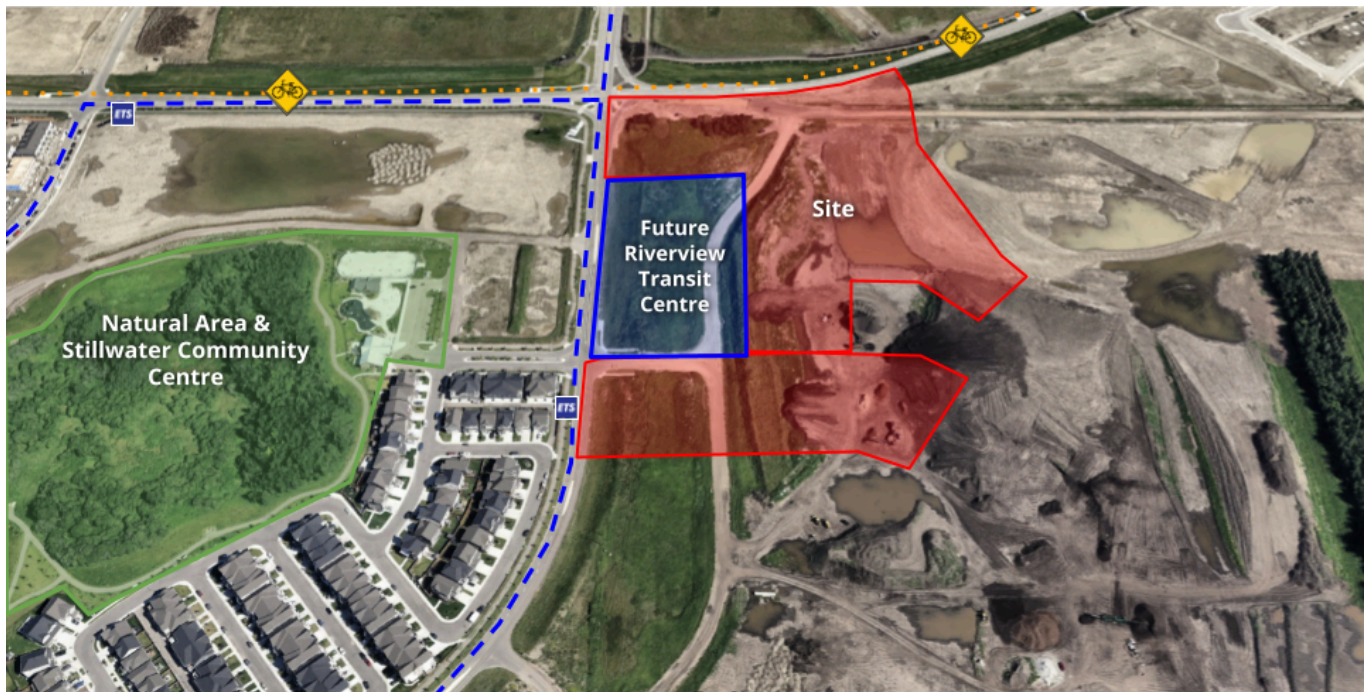 ETS
Site
Future
Riverview
Transit
Centre
Natural Area &
Stillwater Community
Centre
ETS